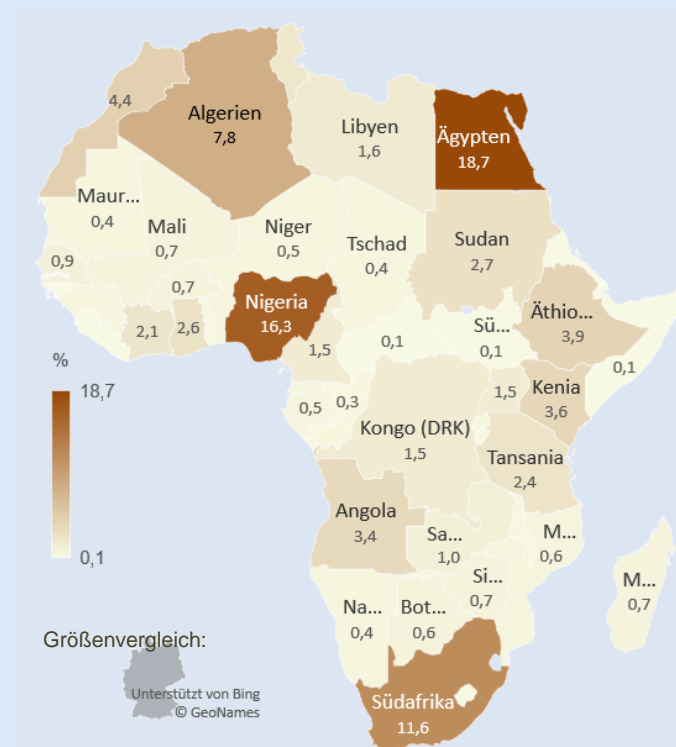 4,4
Algerien
7,8
Libyen
1,6
Ägypten
18,7
Maur...
0,4
Mali
0,7
Niger
0,5
Tschad
0,4
Sudan
2,7
0,9
0,7
Nigeria
16,3
2,1
2,6
1,5
0,1
Sü...
0,1
Äthio...
3,9
0,1
%
18,7
0,1
0,5
0,3
Kongo (DRK)
1,5
1,5
Kenia
3,6
Tansania
2,4
Angola
3,4
Sa...
1,0
M...
0,6
Si...
0,7
M...
0,7
Na...
0,4
Bot...
0,6
Südafrika
11,6
Größenvergleich:
Unterstützt von Bing
© GeoNames